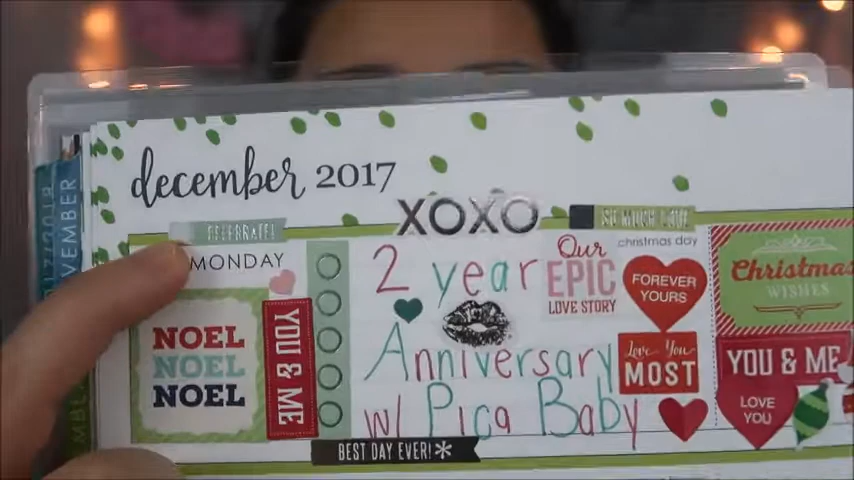 december 2017
XOXO
CELEBRATE!
SO MUCH LOVE
MONDAY
christmas day
NOVEMBER
2 year
Anniversary
w/ Pica Baby
Our
EPIC
LOVE STORY
FOREVER
YOURS
Love You
MOST
Christmas
WISHES
YOU & ME
LOVE
YOU
NOEL
NOEL
NOEL
YOU & ME
BEST DAY EVER! *